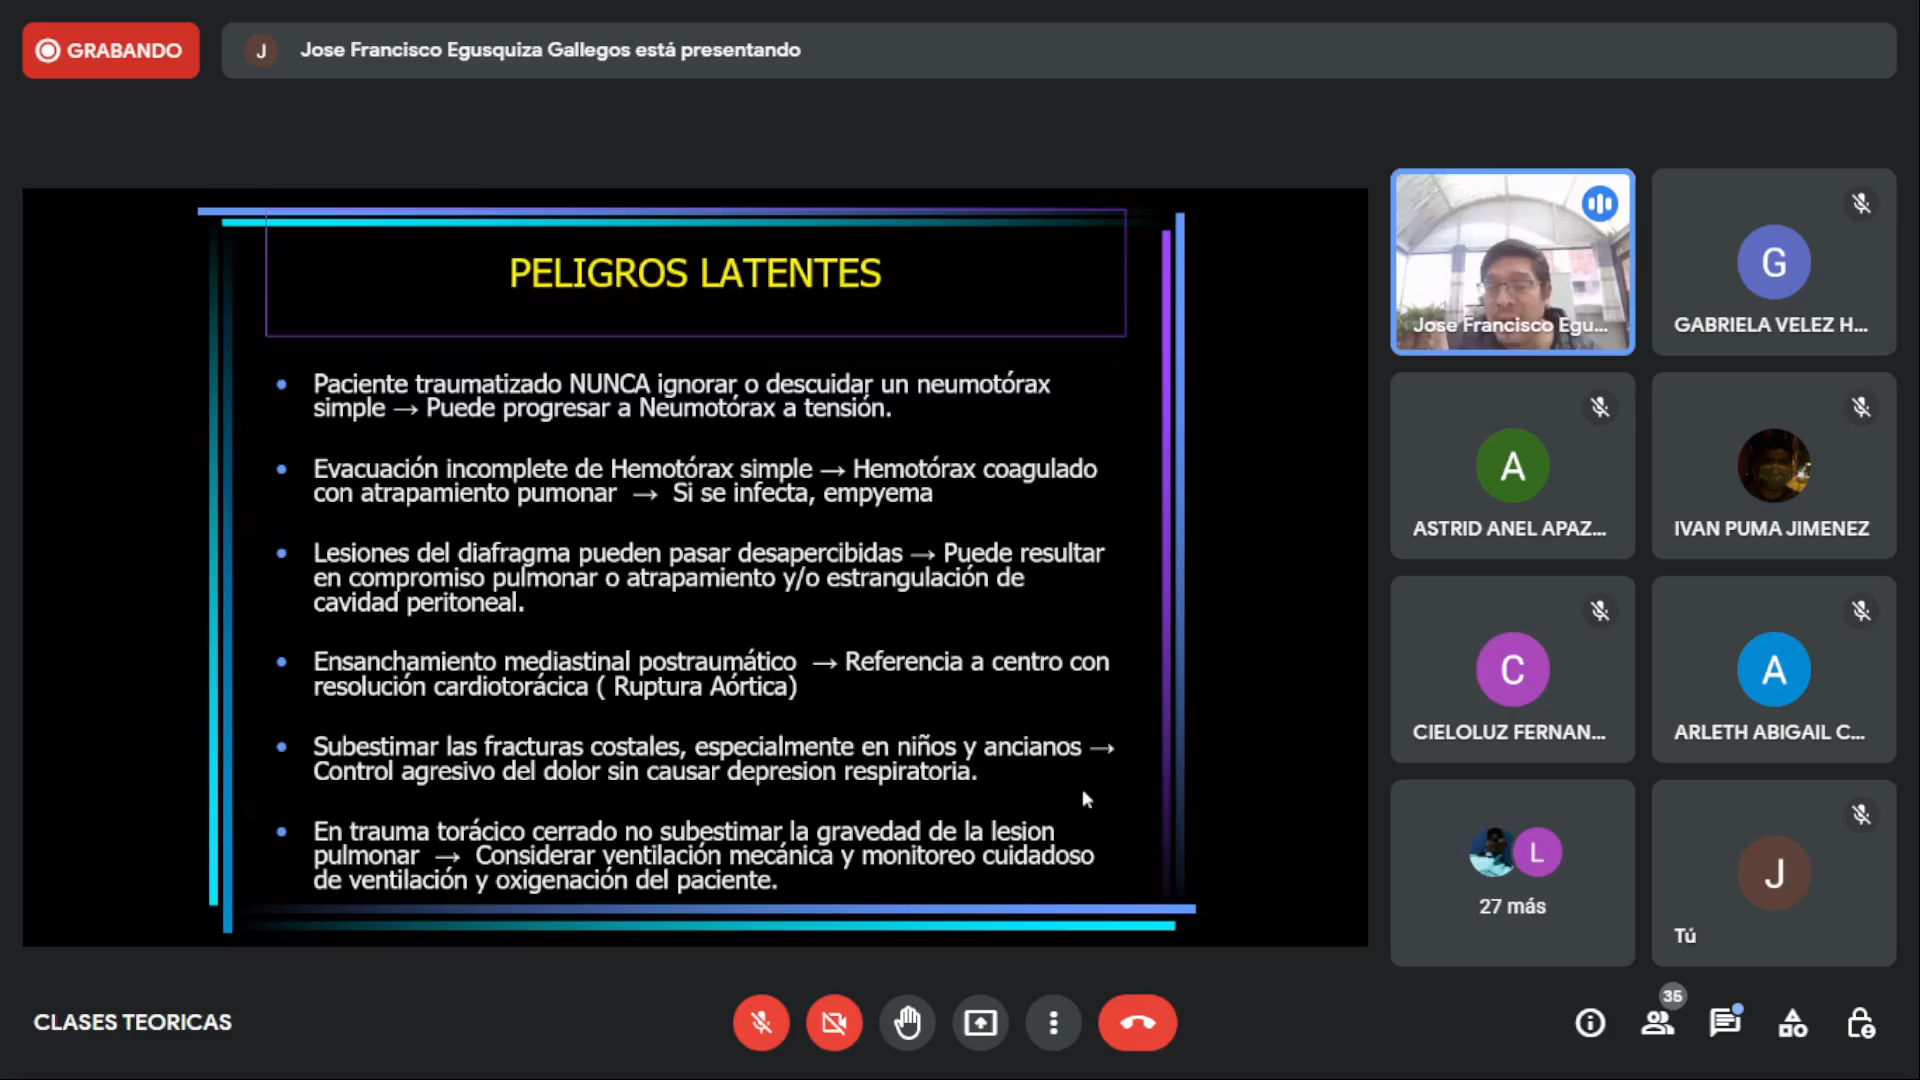 GRABANDO
J
Jose Francisco Egusquiza Gallegos está presentando
PELIGROS LATENTES
Paciente traumatizado NUNCA ignorar o descuidar un neumotórax
simple → Puede progresar a Neumotórax a tensión.
Evacuación incomplete de Hemotórax simple → Hemotórax coagulado
con atrapamiento pumonar → Si se infecta, empyema
Lesiones del diafragma pueden pasar desapercibidas → Puede resultar
en compromiso pulmonar o atrapamiento y/o estrangulación de
cavidad peritoneal.
Ensanchamiento mediastinal postraumático → Referencia a centro con
resolución cardiotorácica ( Ruptura Aórtica)
Subestimar las fracturas costales, especialmente en niños y ancianos →
Control agresivo del dolor sin causar depresion respiratoria.
En trauma torácico cerrado no subestimar la gravedad de la lesion
pulmonar → Considerar ventilación mecánica y monitoreo cuidadoso
de ventilación y oxigenación del paciente.
Jose Francisco Egu...
G
GABRIELA VELEZ H...
A
ASTRID ANEL APAZ...
IVAN PUMA JIMENEZ
C
CIELOLUZ FERNAN...
A
ARLETH ABIGAIL C...
L
27 más
J
Tú
CLASES TEORICAS
35